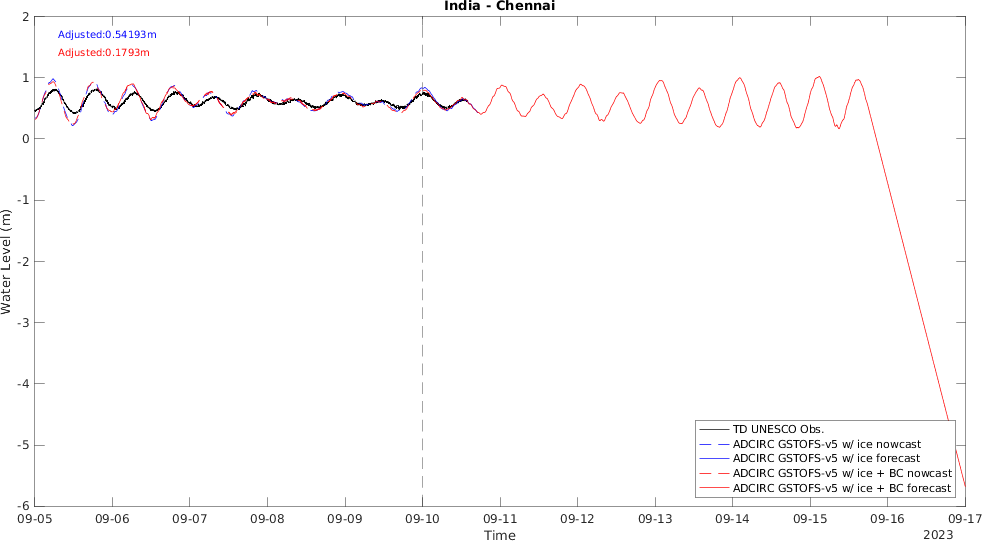 India - Chennai
Adjusted:0.54193m
Adjusted:0.1793m
2
1
0
-1
-2
-3
-4
-5
-6
Water Level (m)
TD UNESCO Obs.
ADCIRC GSTOFS-v5 w/ ice nowcast
ADCIRC GSTOFS-v5 w/ ice forecast
ADCIRC GSTOFS-v5 w/ ice + BC nowcast
ADCIRC GSTOFS-v5 w/ ice + BC forecast
09-05 09-06 09-07 09-08 09-09 09-10 09-11 09-12 09-13 09-14 09-15 09-16 09-17
Time
2023